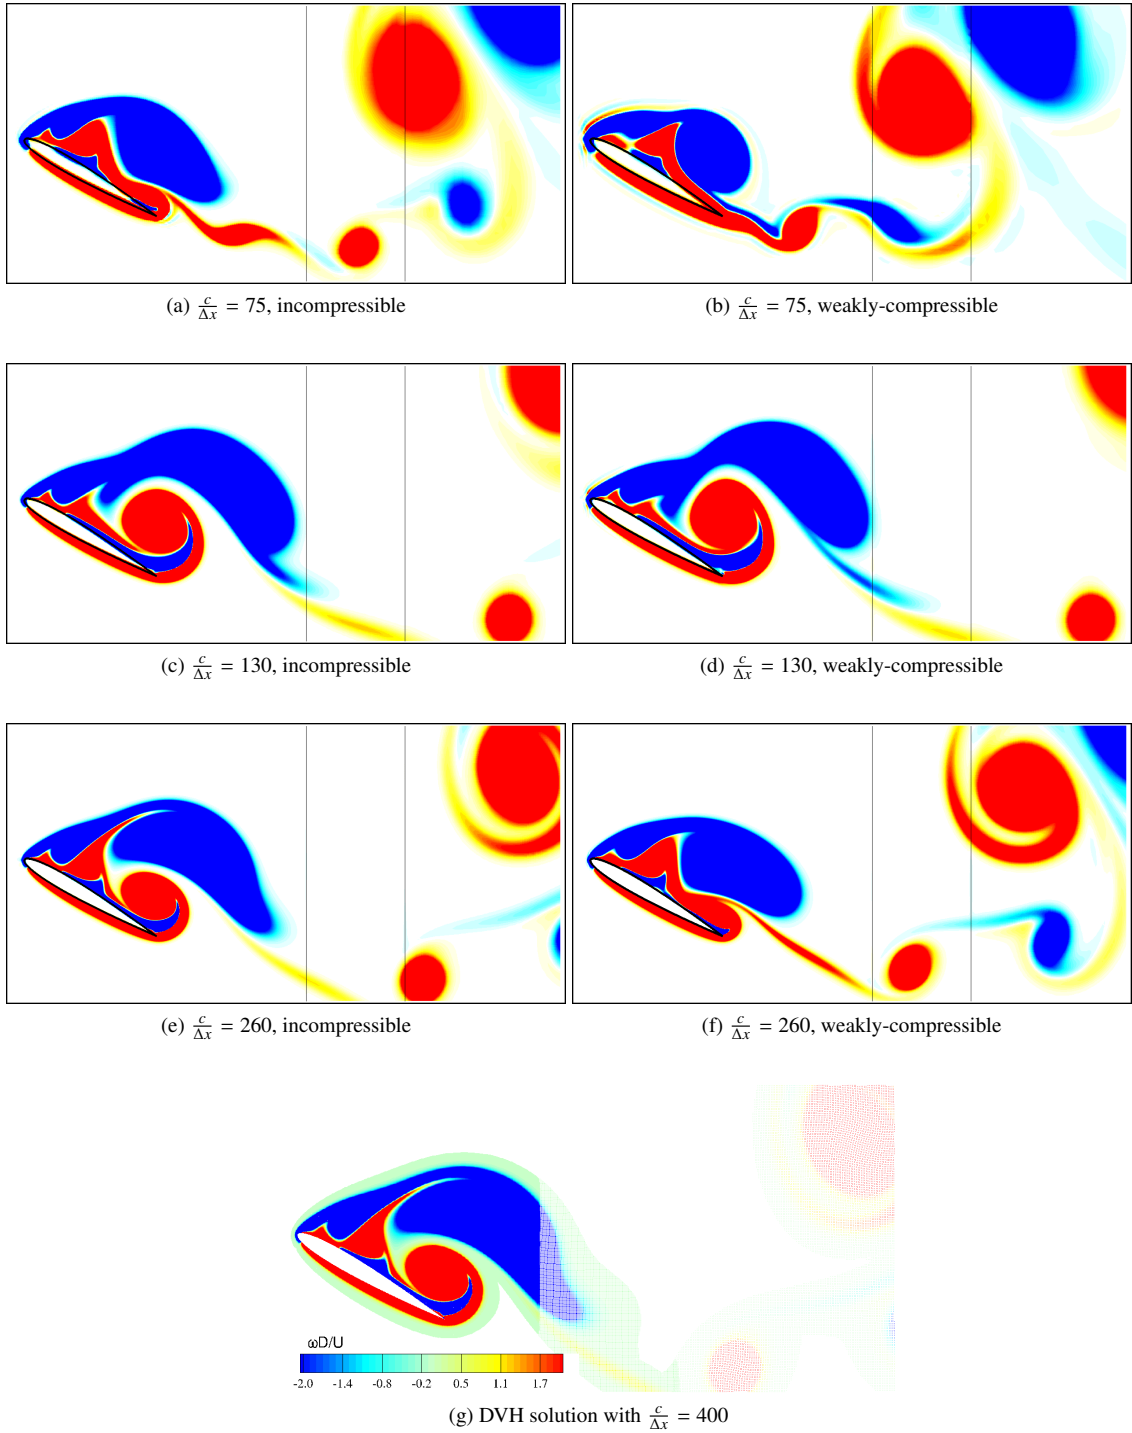 (a) c/Δx = 75, incompressible
(b) c/Δx = 75, weakly-compressible
(c) c/Δx = 130, incompressible
(d) c/Δx = 130, weakly-compressible
(e) c/Δx = 260, incompressible
(f) c/Δx = 260, weakly-compressible
ωD/U
-2.0 -1.4 -0.8 -0.2 0.5 1.1 1.7
(g) DVH solution with c/Δx = 400